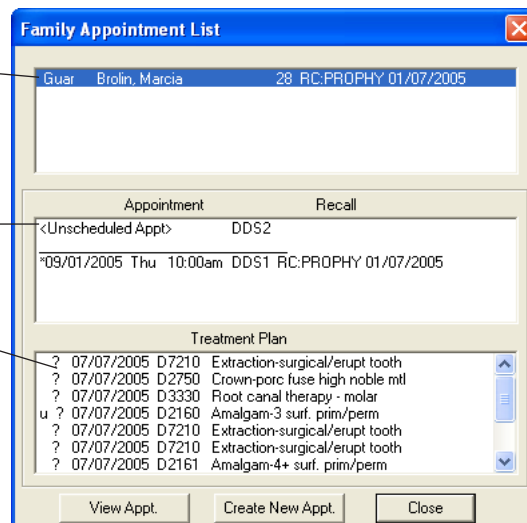 Family Appointment List
Guar Brolin, Marcia 28 RC:PROPHY 01/07/2005
Appointment Recall
<Unscheduled Appt> DDS2
*09/01/2005 Thu 10:00am DDS1 RC:PROPHY 01/07/2005
Treatment Plan
? 07/07/2005 D7210 Extraction-surgical/erupt tooth
? 07/07/2005 D2750 Crown-porc fuse high noble mtl
? 07/07/2005 D3330 Root canal therapy - molar
u ? 07/07/2005 D2160 Amalgam-3 surf. prim/perm
? 07/07/2005 D7210 Extraction-surgical/erupt tooth
? 07/07/2005 D7210 Extraction-surgical/erupt tooth
? 07/07/2005 D2161 Amalgam-4+ surf. prim/perm
View Appt. Create New Appt. Close